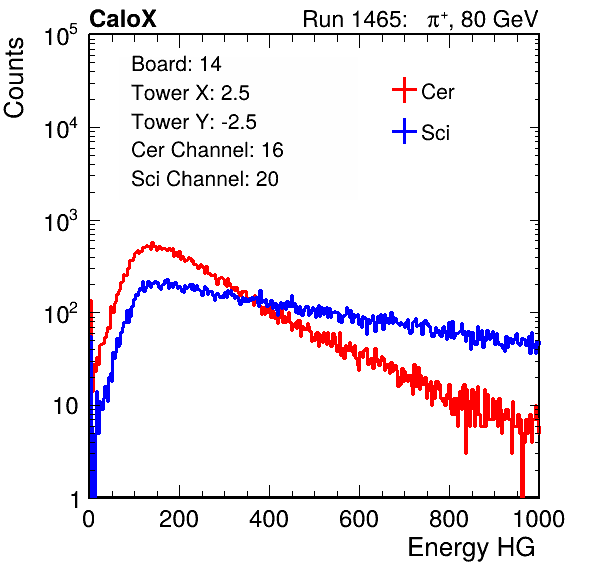 CaloX Run 1465: π⁺, 80 GeV
Counts
10⁵
10⁴
10³
10²
10
1
Board: 14
Tower X: 2.5
Tower Y: -2.5
Cer Channel: 16
Sci Channel: 20
Cer
Sci
0 200 400 600 800 1000
Energy HG